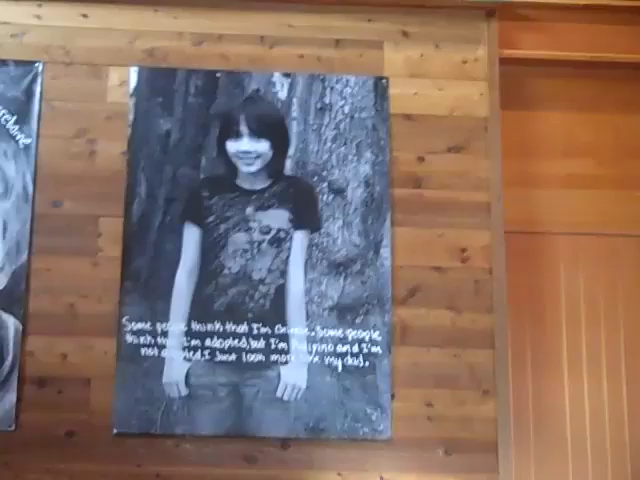 Some people think that I'm Chinese. Some people
think that I'm adopted, but I'm Filipino and I'm
not adopted. I just look more like my dad.